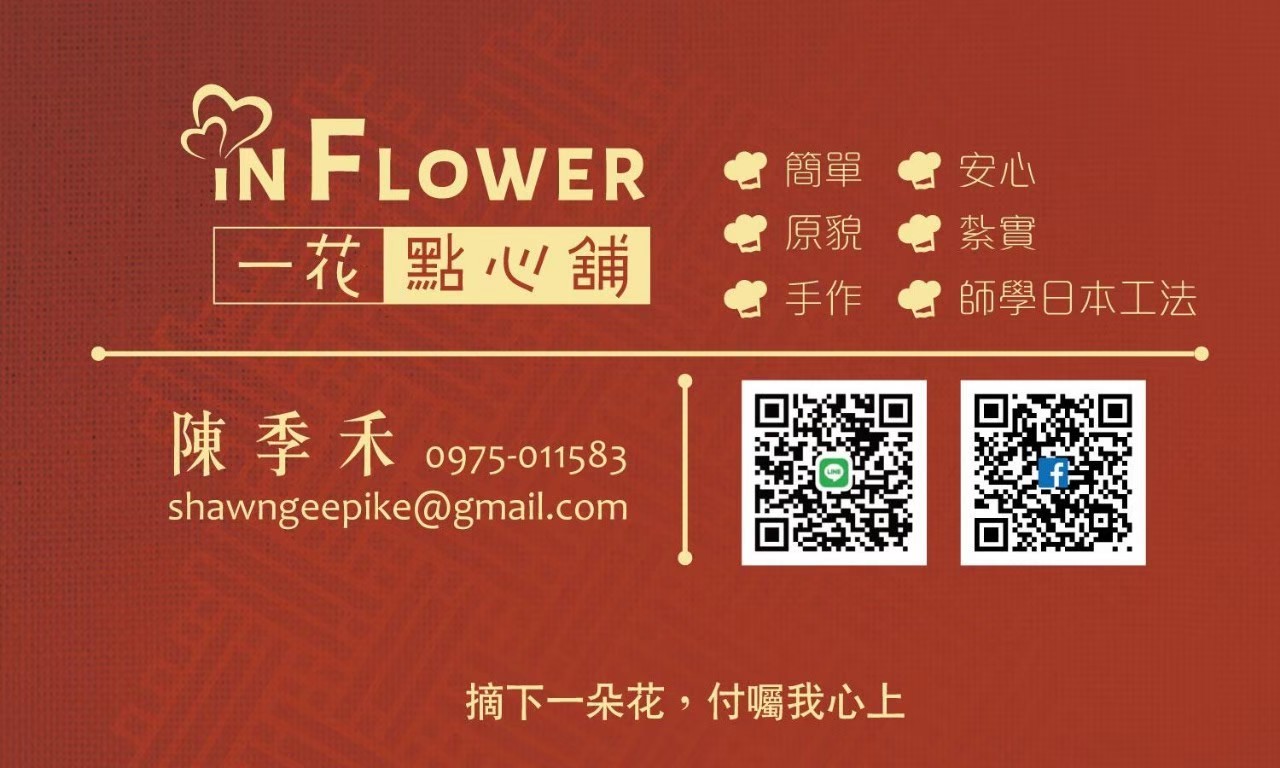 iN FLOWER
一花 點心舖
簡單 安心
原貌 紮實
手作 師學日本工法
陳季禾 0975-011583
shawngeepike@gmail.com
LINE
f
摘下一朵花，付囑我心上